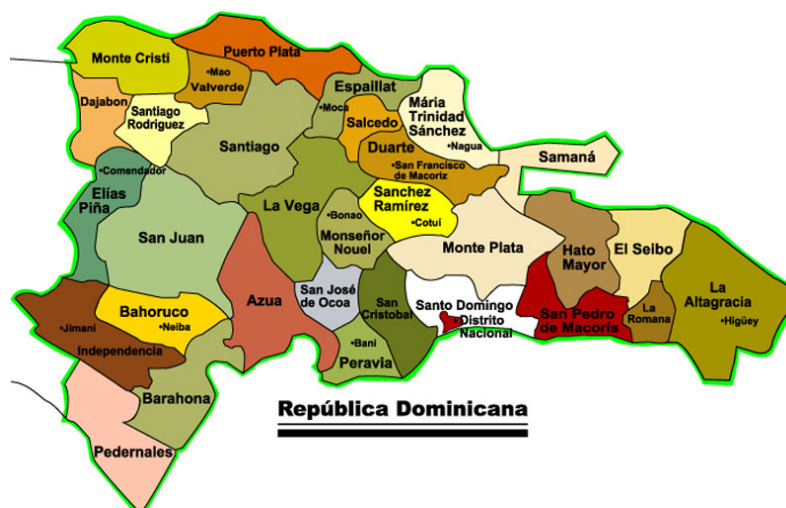 Monte Cristi
Puerto Plata
•Mao
Valverde
Dajabon
Santiago
Rodriguez
Santiago
Espaillat
•Moca
Salcedo
Mária
Trinidad
Sánchez
•Nagua
Duarte
•San Francisco
de Macoriz
Samaná
•Comendador
Elías
Piña
San Juan
La Vega
Sanchez
Ramírez
•Cotuí
•Bonao
Monseñor
Nouel
Monte Plata
Hato
Mayor
El Seibo
La
Altagracia
•Higüey
Azua
San José
de Ocoa
San
Cristobal
Santo Domingo
•Distrito
Nacional
San Pedro
de Macorís
La
Romana
Bahoruco
•Neiba
•Jimaní
Independencia
•Bani
Peravia
Barahona
Pedernales
República Dominicana